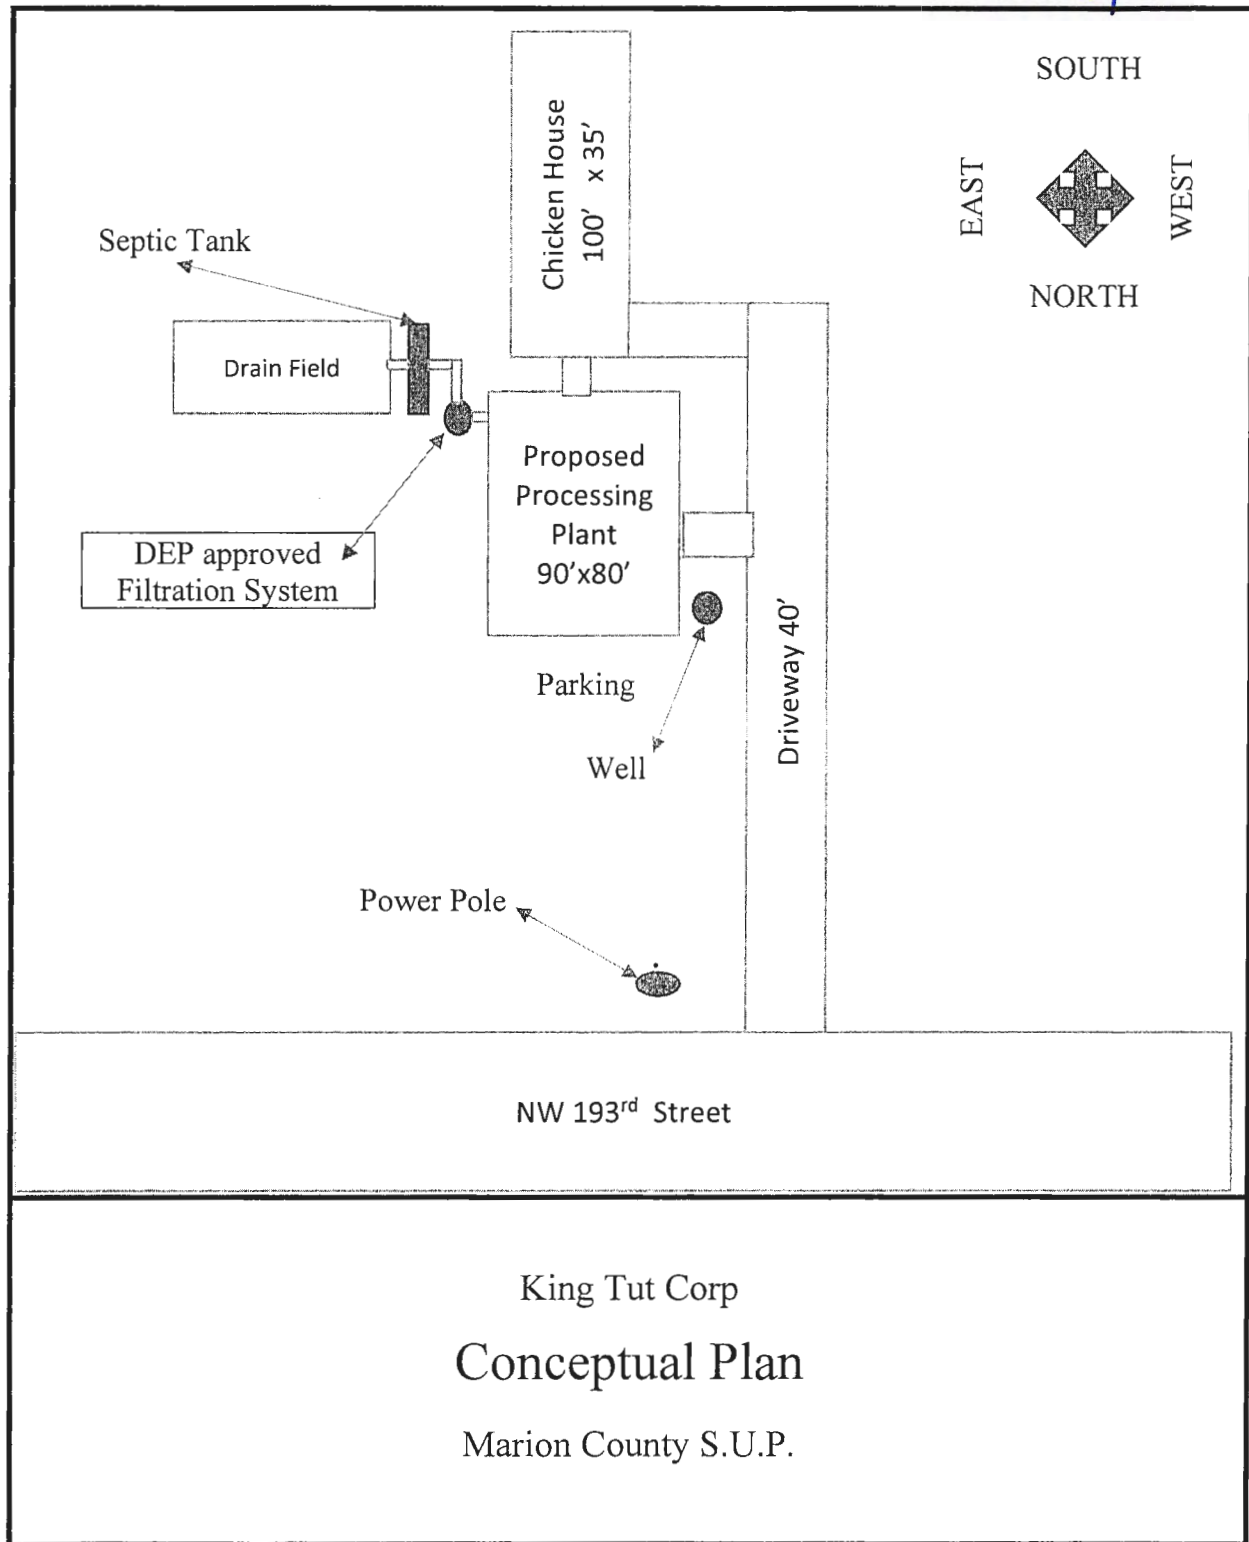 SOUTH
EAST
WEST
NORTH
Chicken House
100' x 35'
Septic Tank
Drain Field
Proposed
Processing
Plant
90'x80'
DEP approved
Filtration System
Parking
Well
Driveway 40'
Power Pole
NW 193rd Street
King Tut Corp
Conceptual Plan
Marion County S.U.P.